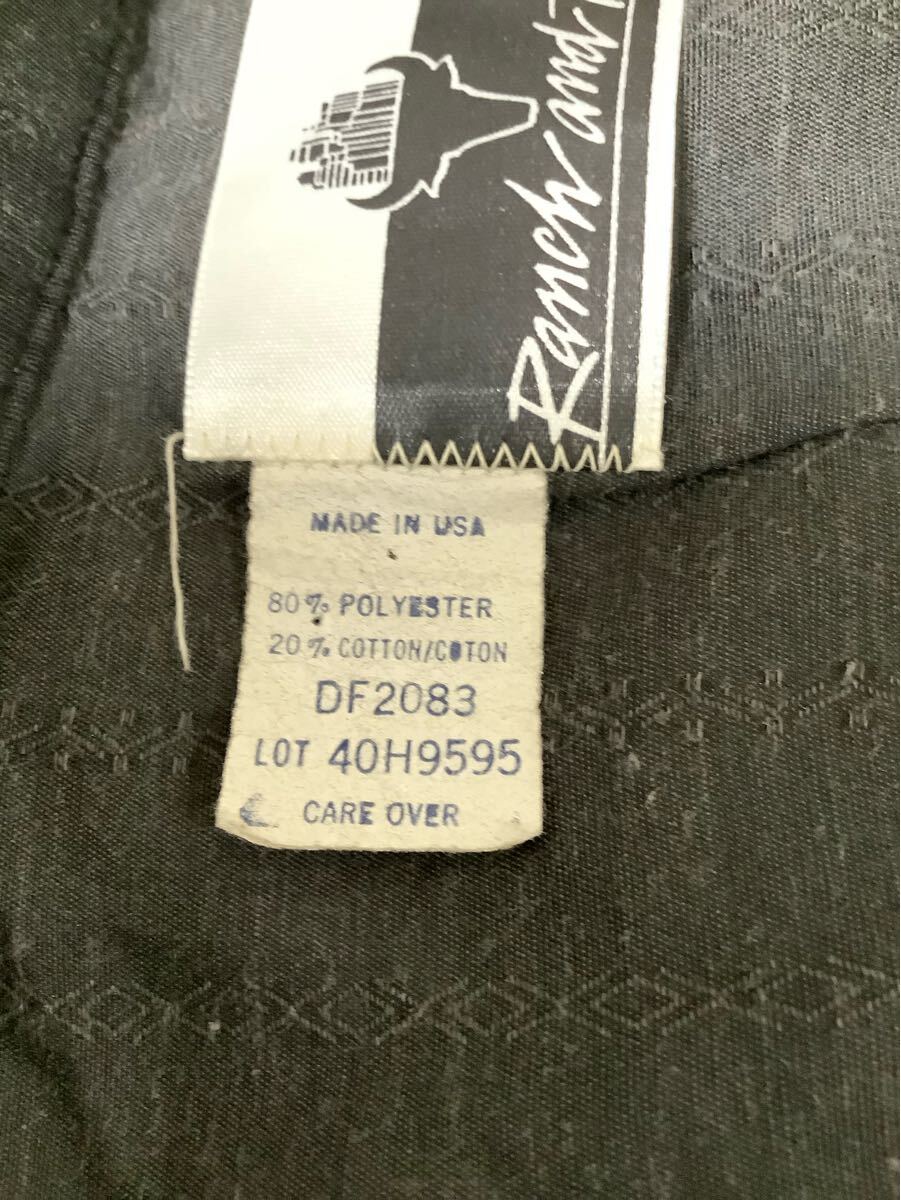 Ranch and
MADE IN USA
80% POLYESTER
20% COTTON/COTON
DF2083
LOT 40H9595
CARE OVER